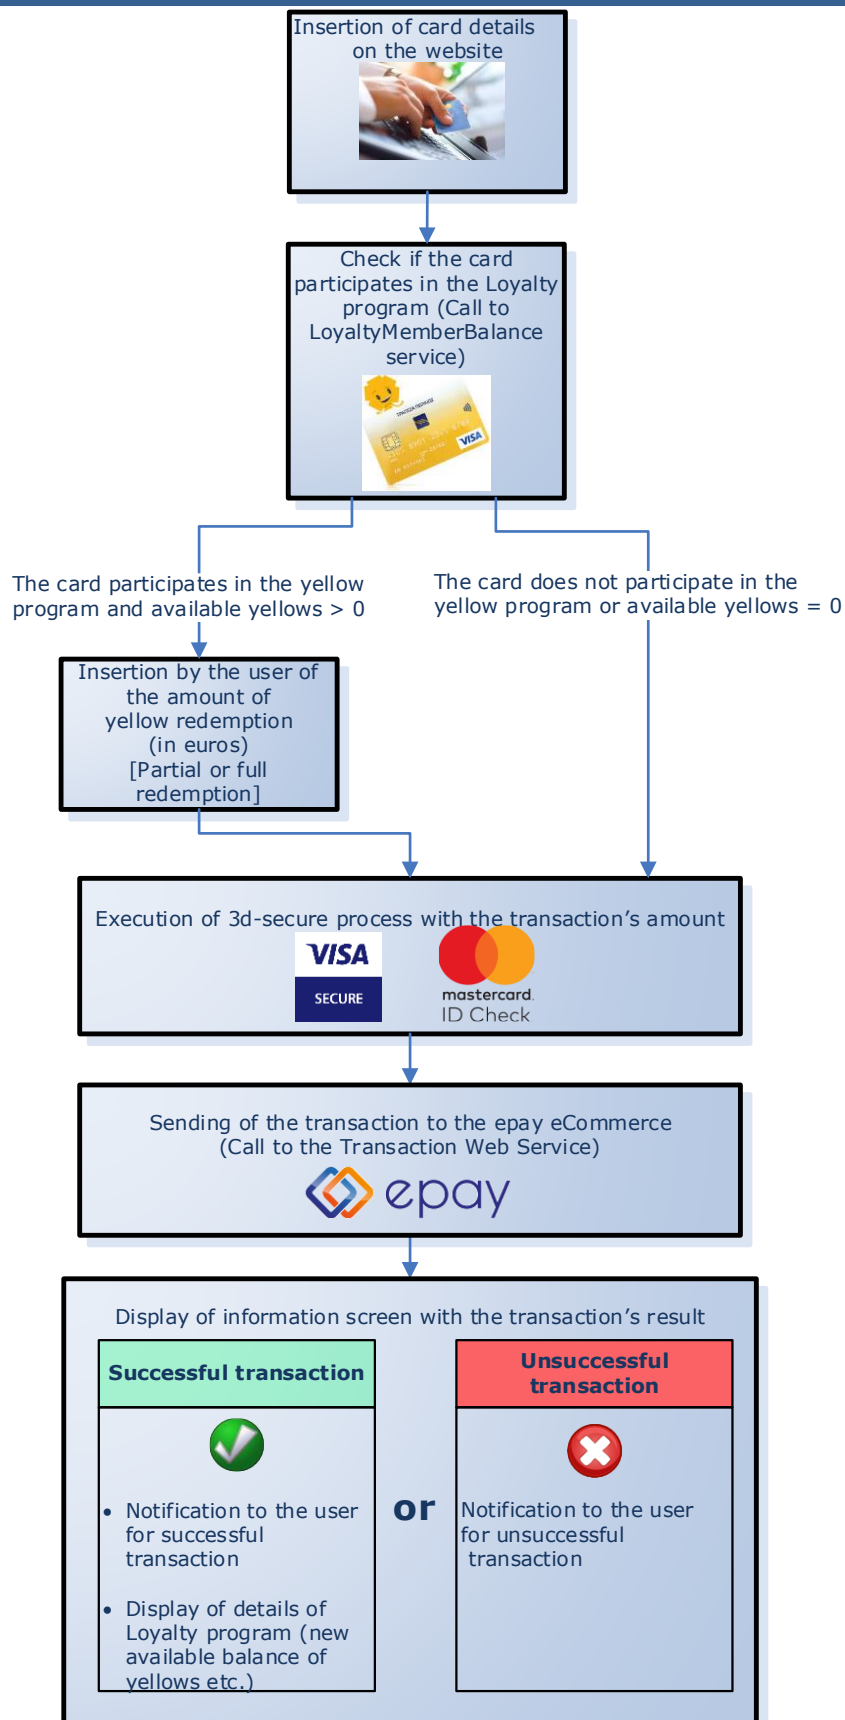 Insertion of card details
on the website
Check if the card
participates in the Loyalty
program (Call to
LoyaltyMemberBalance
service)
VISA
The card participates in the yellow
program and available yellows > 0
The card does not participate in the
yellow program or available yellows = 0
Insertion by the user of
the amount of
yellow redemption
(in euros)
[Partial or full
redemption]
Execution of 3d-secure process with the transaction’s amount
VISA
SECURE
mastercard.
ID Check
Sending of the transaction to the epay eCommerce
(Call to the Transaction Web Service)
epay
Display of information screen with the transaction’s result
Successful transaction
• Notification to the user
for successful
transaction
• Display of details of
Loyalty program (new
available balance of
yellows etc.)
or
Unsuccessful
transaction
Notification to the user
for unsuccessful
transaction